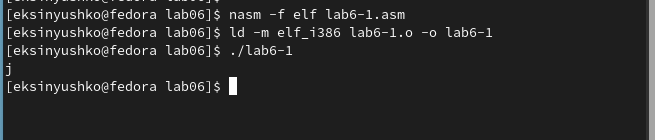 [eksinyushko@fedora lab06]$ nasm -f elf lab6-1.asm
[eksinyushko@fedora lab06]$ ld -m elf_i386 lab6-1.o -o lab6-1
[eksinyushko@fedora lab06]$ ./lab6-1
j
[eksinyushko@fedora lab06]$